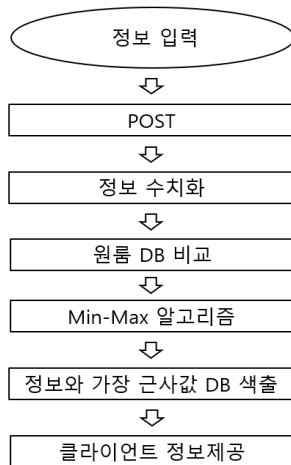 정보 입력
POST
정보 수치화
원룸 DB 비교
Min-Max 알고리즘
정보와 가장 근사값 DB 색출
클라이언트 정보제공